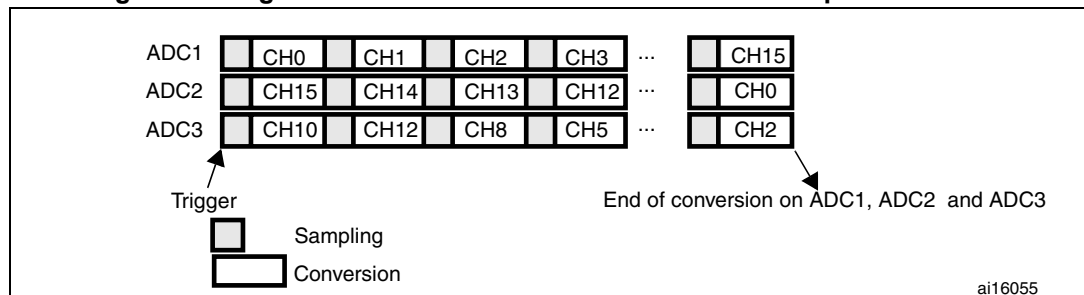 ADC1 CH0 CH1 CH2 CH3 ... CH15
ADC2 CH15 CH14 CH13 CH12 ... CH0
ADC3 CH10 CH12 CH8 CH5 ... CH2
Trigger
End of conversion on ADC1, ADC2 and ADC3
Sampling
Conversion
ai16055